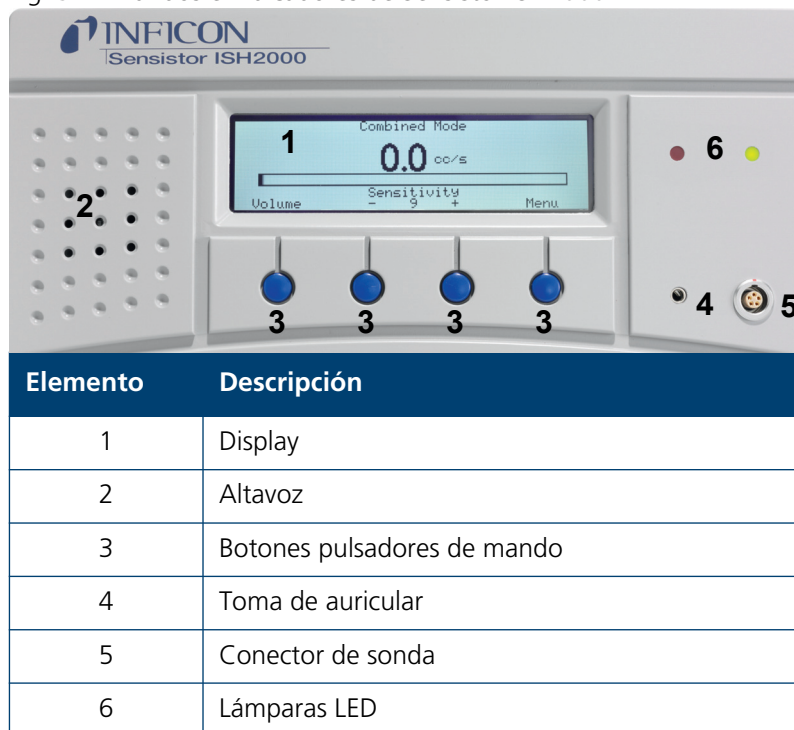 INFICON
Sensistor ISH2000
Combined Mode
1
0.0 cc/s
6
2
Sensitivity
Volume - 9 + Menu
4 5
3 3 3 3
Elemento Descripción
1 Display
2 Altavoz
3 Botones pulsadores de mando
4 Toma de auricular
5 Conector de sonda
6 Lámparas LED